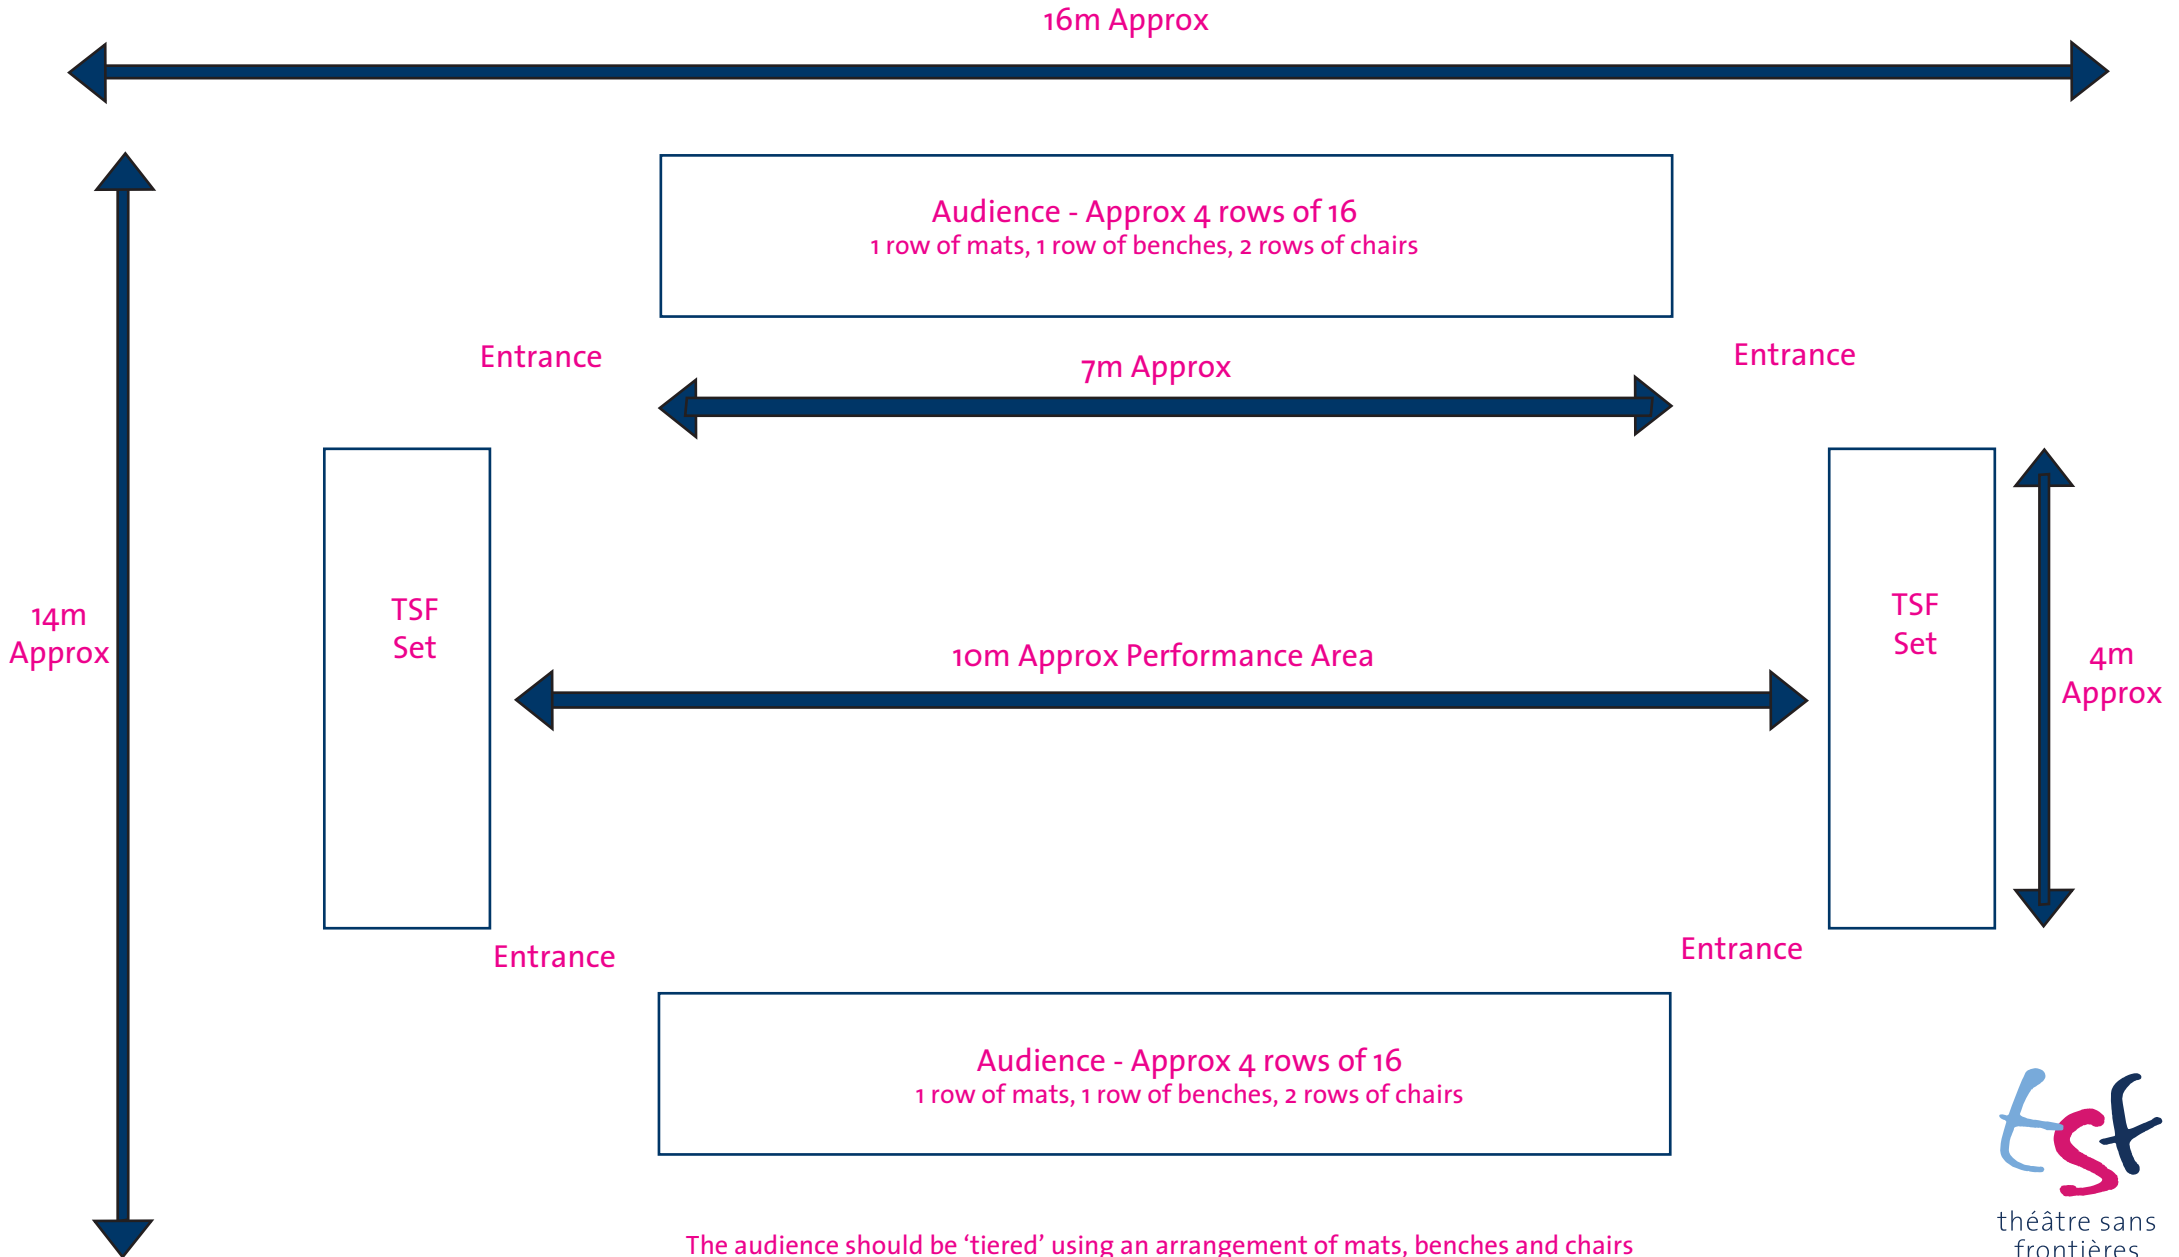 16m Approx
Audience - Approx 4 rows of 16
1 row of mats, 1 row of benches, 2 rows of chairs
Entrance
7m Approx
Entrance
14m
Approx
TSF
Set
10m Approx Performance Area
TSF
Set
4m
Approx
Entrance
Entrance
Audience - Approx 4 rows of 16
1 row of mats, 1 row of benches, 2 rows of chairs
The audience should be ‘tiered’ using an arrangement of mats, benches and chairs
tsf
théâtre sans
frontières